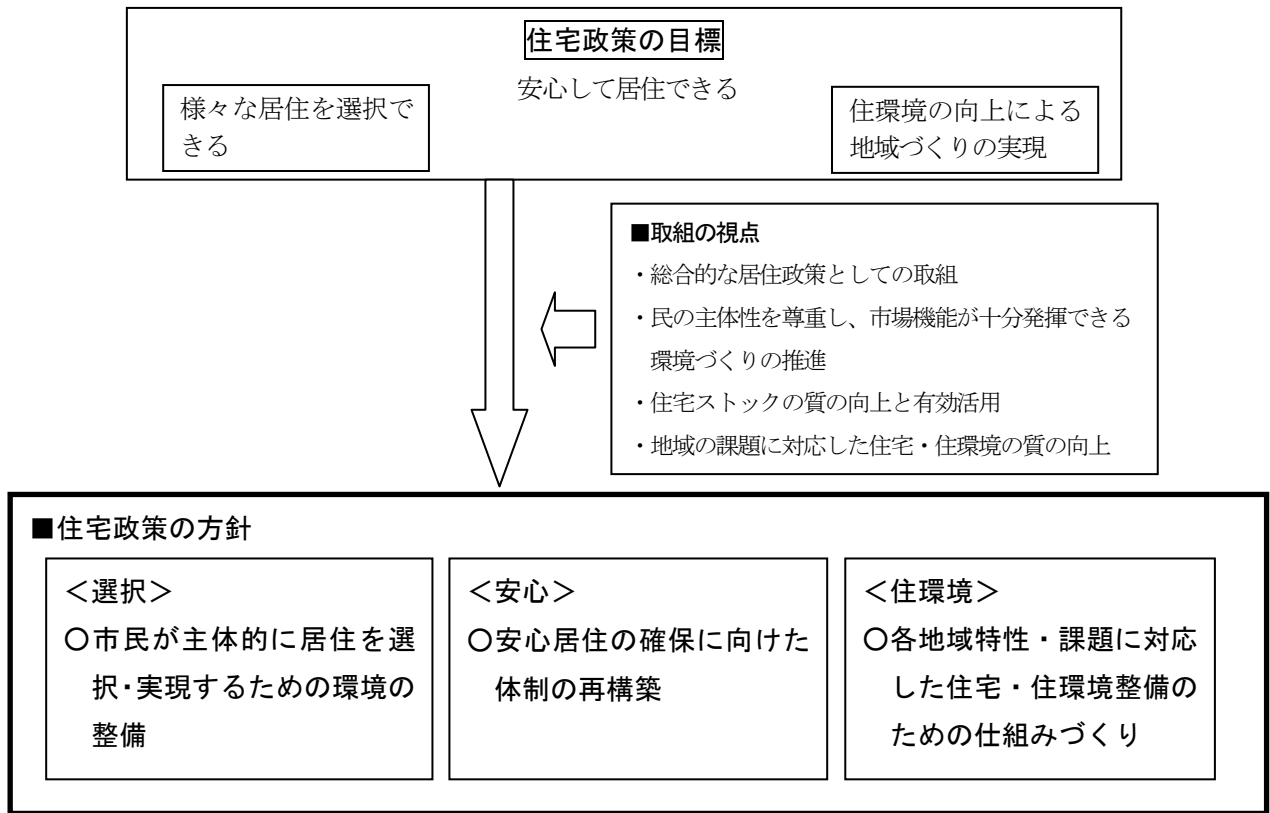 住宅政策の目標
安心して居住できる
様々な居住を選択で
きる
住環境の向上による
地域づくりの実現
■取組の視点
・総合的な居住政策としての取組
・民の主体性を尊重し、市場機能が十分発揮できる
環境づくりの推進
・住宅ストックの質の向上と有効活用
・地域の課題に対応した住宅・住環境の質の向上
■住宅政策の方針
＜選択＞
○市民が主体的に居住を選
択・実現するための環境の
整備
＜安心＞
○安心居住の確保に向けた
体制の再構築
＜住環境＞
○各地域特性・課題に対応
した住宅・住環境整備の
ための仕組みづくり